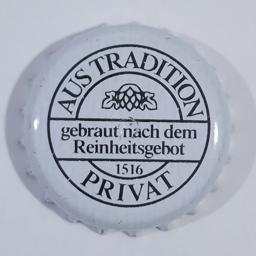 AUS TRADITION
gebraut nach dem
Reinheitsgebot
1516
PRIVAT